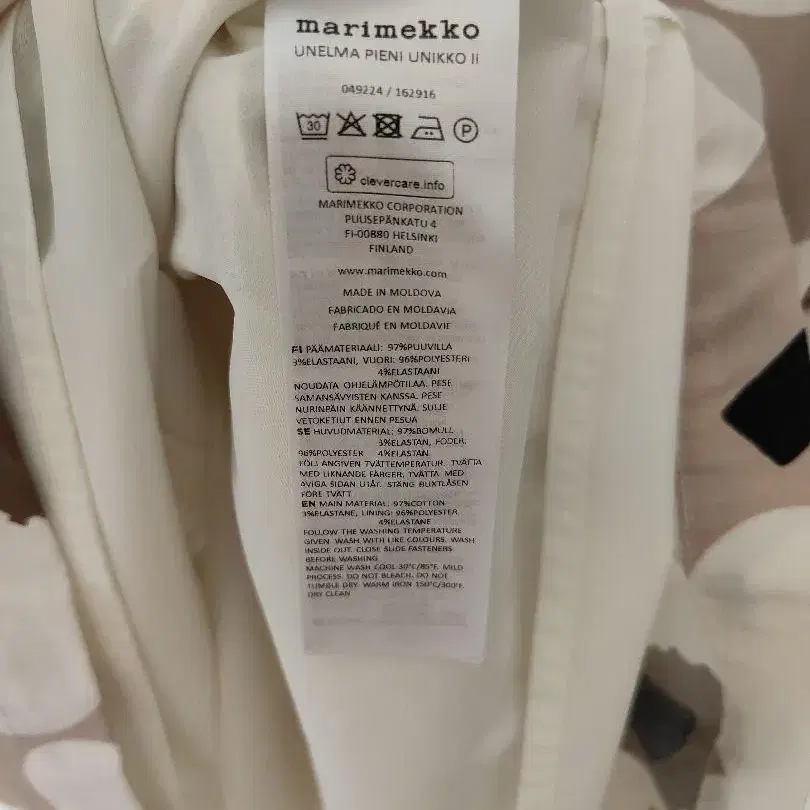 marimekko
UNELMA PIENI UNIKKO II
049224 / 162916
30
P
clevercare.info
MARIMEKKO CORPORATION
PUUSEPÄNKATU 4
FI-00880 HELSINKI
FINLAND
www.marimekko.com
MADE IN MOLDOVA
FABRICADO EN MOLDAVIA
FABRIQUÉ EN MOLDAVIE
FI PÄÄMATERIAALI: 97%PUUVILLA
3%ELASTAANI, VUORI: 96%POLYESTERI
4%ELASTAANI
NOUDATA OHJELÄMPÖTILAA. PESE
SAMANSÄVYISTEN KANSSA. PESE
NURINPÄIN KÄÄNNETTYNÄ. SULJE
VETOKETJUT ENNEN PESUA
SE HUVUDMATERIAL: 97%BOMULL
3%ELASTAN, FODER:
96%POLYESTER 4%ELASTAN
FÖLJ ANGIVEN TVÄTTEMPERATUR. TVÄTTA
MED LIKNANDE FÄRGER. TVÄTTA MED
AVIGA SIDAN UTÅT. STÄNG BLIXTLÅSEN
FÖRE TVÄTT
EN MAIN MATERIAL: 97%COTTON
3%ELASTANE, LINING: 96%POLYESTER
4%ELASTANE
FOLLOW THE WASHING TEMPERATURE
GIVEN. WASH WITH LIKE COLOURS. WASH
INSIDE OUT. CLOSE SLIDE FASTENERS
BEFORE WASHING
MACHINE WASH COOL 30°C/85°F. MILD
PROCESS. DO NOT BLEACH. DO NOT
TUMBLE DRY. WARM IRON 150°C/300°F.
DRY CLEAN